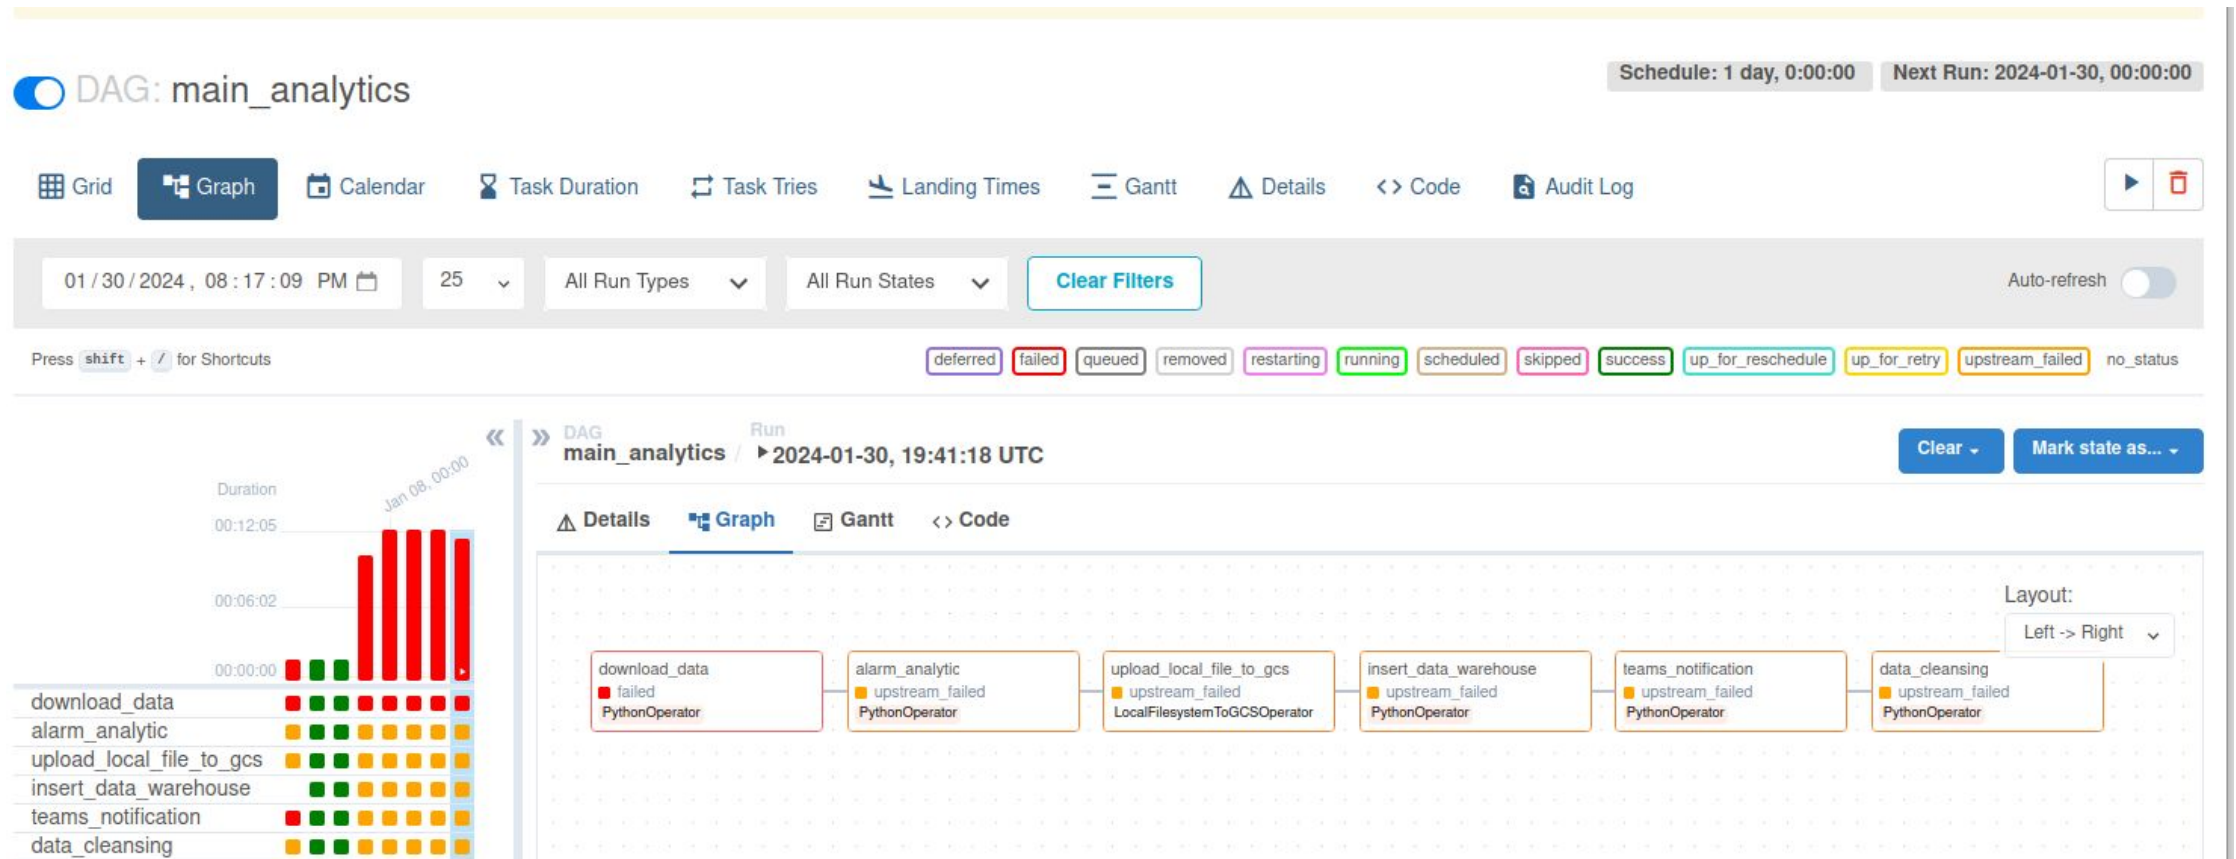 DAG: main_analytics
Schedule: 1 day, 0:00:00
Next Run: 2024-01-30, 00:00:00
Grid
Graph
Calendar
Task Duration
Task Tries
Landing Times
Gantt
Details
<> Code
Audit Log
01/30/2024, 08:17:09 PM
25
All Run Types
All Run States
Clear Filters
Auto-refresh
Press shift + / for Shortcuts
deferred
failed
queued
removed
restarting
running
scheduled
skipped
success
up_for_reschedule
up_for_retry
upstream_failed
no_status
«
Duration
Jan 08, 00:00
00:12:05
00:06:02
00:00:00
download_data
alarm_analytic
upload_local_file_to_gcs
insert_data_warehouse
teams_notification
data_cleansing
»
DAG
main_analytics
/
Run
2024-01-30, 19:41:18 UTC
Clear
Mark state as...
Details
Graph
Gantt
<> Code
Layout:
Left -> Right
download_data
failed
PythonOperator
alarm_analytic
upstream_failed
PythonOperator
upload_local_file_to_gcs
upstream_failed
LocalFilesystemToGCSOperator
insert_data_warehouse
upstream_failed
PythonOperator
teams_notification
upstream_failed
PythonOperator
data_cleansing
upstream_failed
PythonOperator